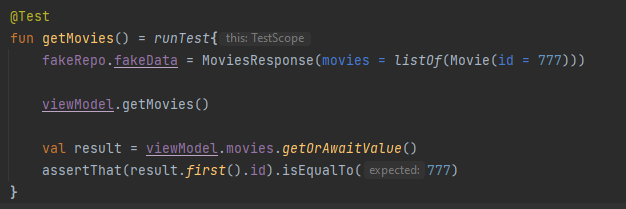 @Test
fun getMovies() = runTest{ this: TestScope
fakeRepo.fakeData = MoviesResponse(movies = listOf(Movie(id = 777)))
viewModel.getMovies()
val result = viewModel.movies.getOrAwaitValue()
assertThat(result.first().id).isEqualTo( expected: 777)
}